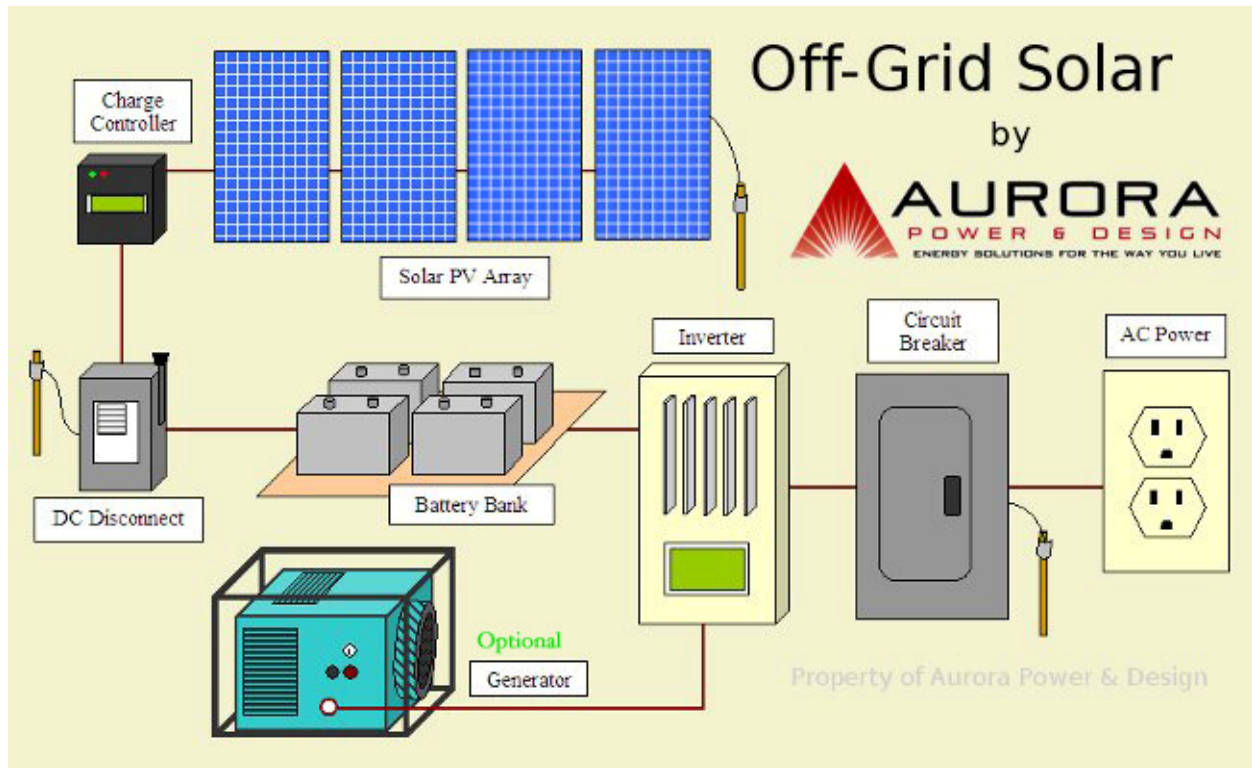 Off-Grid Solar
by
AURORA
POWER & DESIGN
ENERGY SOLUTIONS FOR THE WAY YOU LIVE
Charge
Controller
Solar PV Array
Inverter
Circuit
Breaker
AC Power
DC Disconnect
Battery Bank
Optional
Generator
Property of Aurora Power & Design